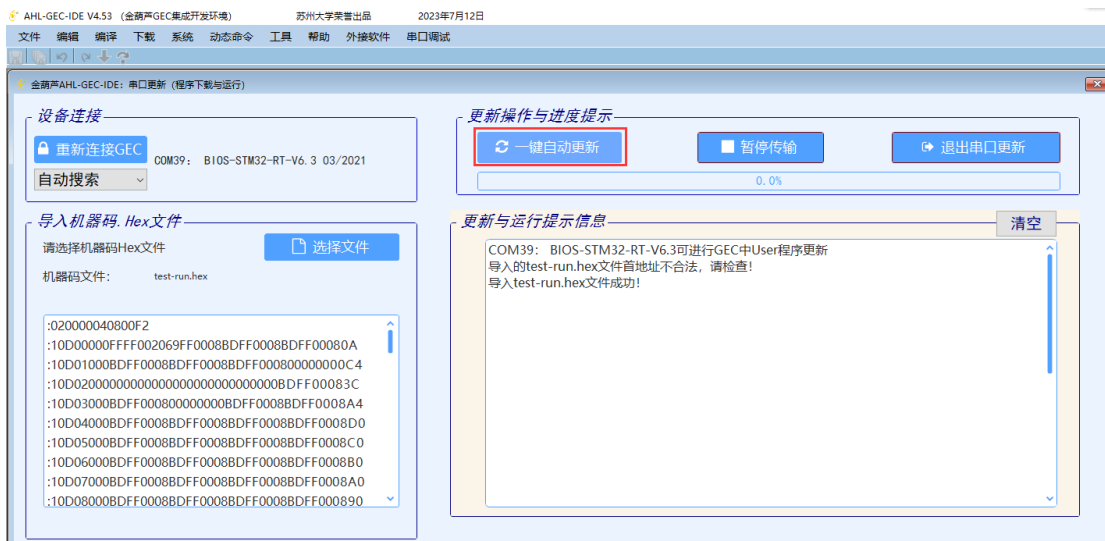 AHL-GEC-IDE V4.53 （金葫芦GEC集成开发环境） 苏州大学荣誉出品 2023年7月12日
文件 编辑 编译 下载 系统 动态命令 工具 帮助 外接软件 串口调试
金葫芦AHL-GEC-IDE：串口更新（程序下载与运行）
设备连接
重新连接GEC
COM39： BIOS-STM32-RT-V6.3 03/2021
自动搜索
更新操作与进度提示
一键自动更新 暂停传输 退出串口更新
0.0%
导入机器码.Hex文件
请选择机器码Hex文件 选择文件
机器码文件： test-run.hex
:020000040800F2
:10D00000FFFF002069FF0008BDFF0008BDFF00080A
:10D01000BDFF0008BDFF0008BDFF000800000000C4
:10D02000000000000000000000000000BDFF00083C
:10D03000BDFF000800000000BDFF0008BDFF0008A4
:10D04000BDFF0008BDFF0008BDFF0008BDFF0008D0
:10D05000BDFF0008BDFF0008BDFF0008BDFF0008C0
:10D06000BDFF0008BDFF0008BDFF0008BDFF0008B0
:10D07000BDFF0008BDFF0008BDFF0008BDFF0008A0
:10D08000BDFF0008BDFF0008BDFF0008BDFF000890
更新与运行提示信息
清空
COM39： BIOS-STM32-RT-V6.3可进行GEC中User程序更新
导入的test-run.hex文件首地址不合法，请检查！
导入test-run.hex文件成功！